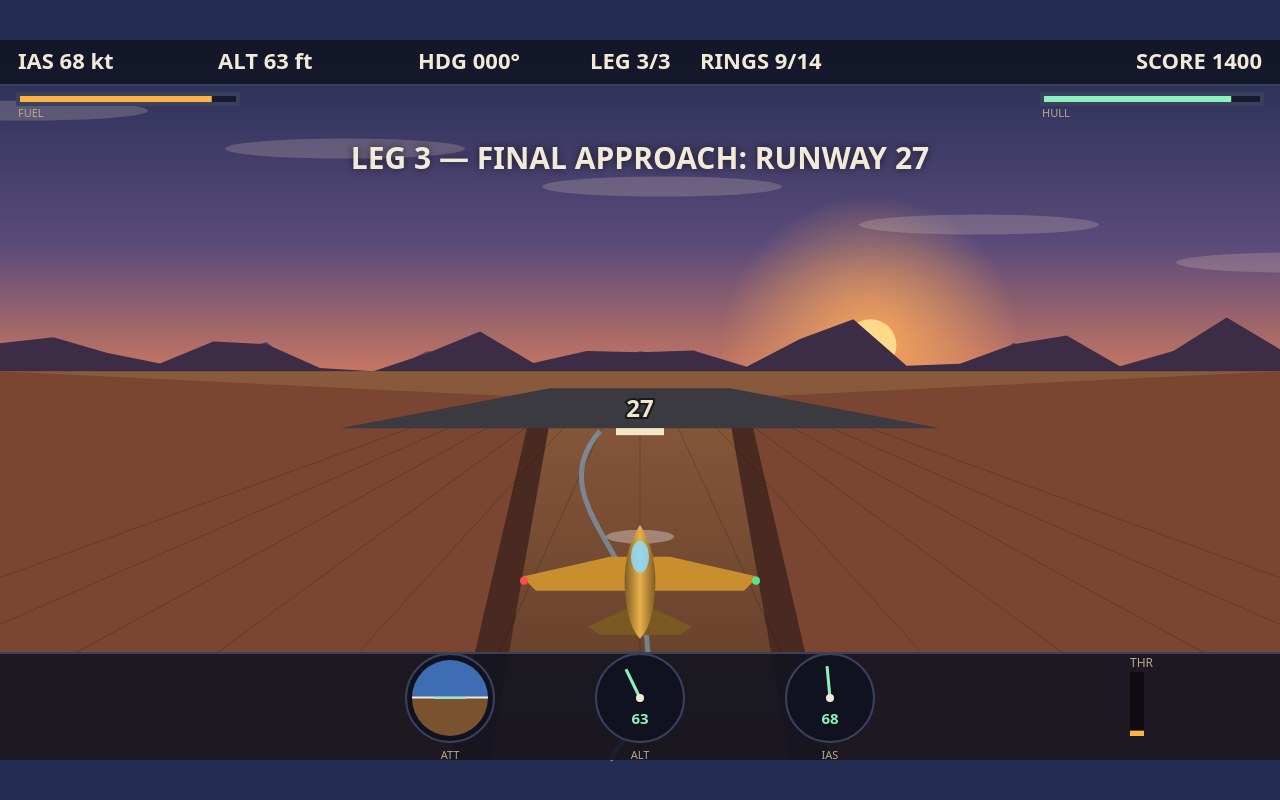 IAS 68 kt ALT 63 ft HDG 000° LEG 3/3 RINGS 9/14 SCORE 1400
FUEL HULL
LEG 3 — FINAL APPROACH: RUNWAY 27
27
THR
63 68
ATT ALT IAS